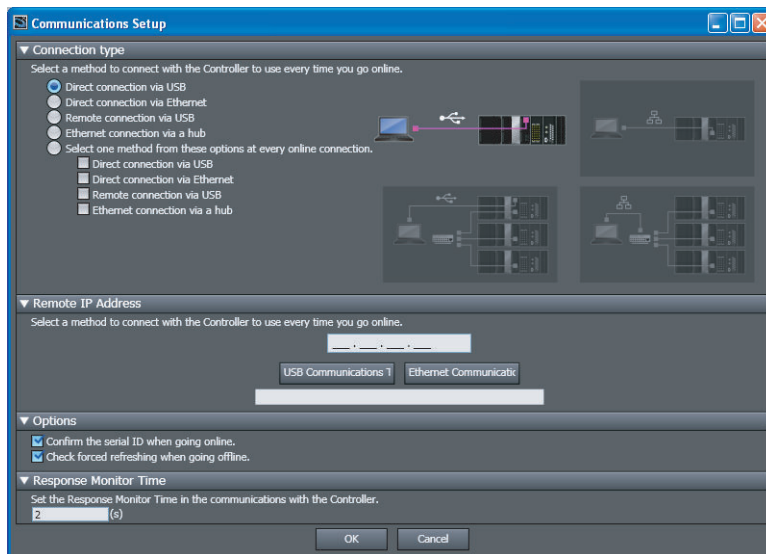 Communications Setup
Connection type
Select a method to connect with the Controller to use every time you go online.
Direct connection via USB
Direct connection via Ethernet
Remote connection via USB
Ethernet connection via a hub
Select one method from these options at every online connection.
Direct connection via USB
Direct connection via Ethernet
Remote connection via USB
Ethernet connection via a hub
Remote IP Address
Select a method to connect with the Controller to use every time you go online.
___ . ___ . ___ . ___
USB Communications T Ethernet Communicatic
Options
Confirm the serial ID when going online.
Check forced refreshing when going offline.
Response Monitor Time
Set the Response Monitor Time in the communications with the Controller.
2 (s)
OK Cancel